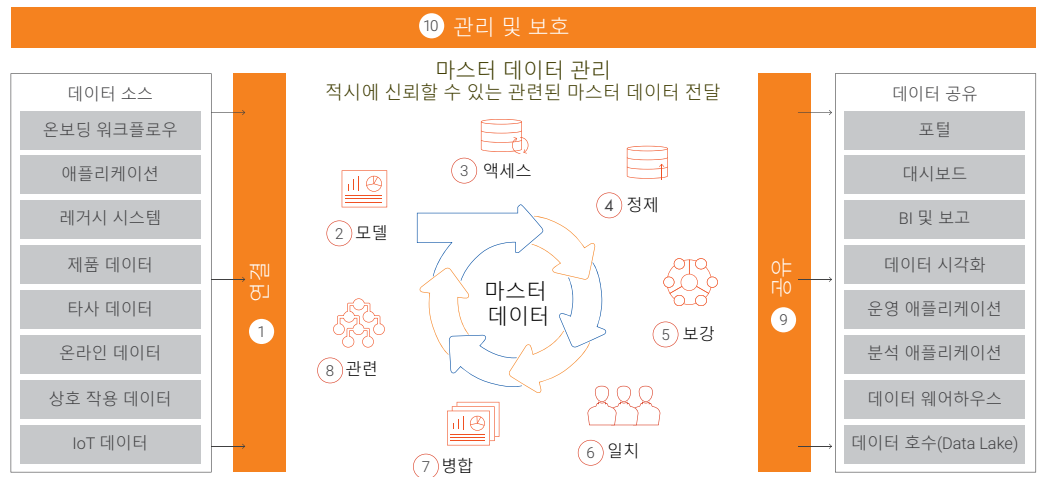 10 관리 및 보호
마스터 데이터 관리
적시에 신뢰할 수 있는 관련된 마스터 데이터 전달
데이터 소스
온보딩 워크플로우
애플리케이션
레거시 시스템
제품 데이터
타사 데이터
온라인 데이터
상호 작용 데이터
IoT 데이터
연결
1
2 모델
3 액세스
4 정제
5 보강
6 일치
7 병합
8 관련
마스터
데이터
공유
9
데이터 공유
포털
대시보드
BI 및 보고
데이터 시각화
운영 애플리케이션
분석 애플리케이션
데이터 웨어하우스
데이터 호수(Data Lake)